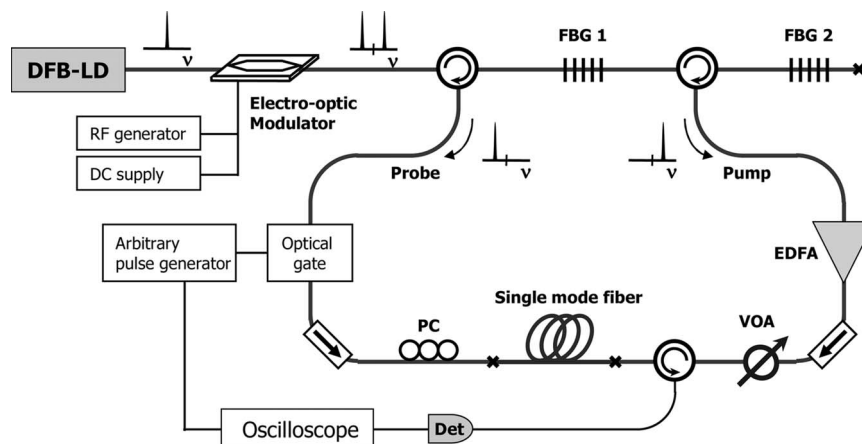 FBG 1
FBG 2
DFB-LD
ν
ν
Electro-optic
Modulator
RF generator
DC supply
ν
ν
Probe
Pump
Arbitrary
pulse generator
Optical
gate
EDFA
Single mode fiber
PC
VOA
Oscilloscope
Det